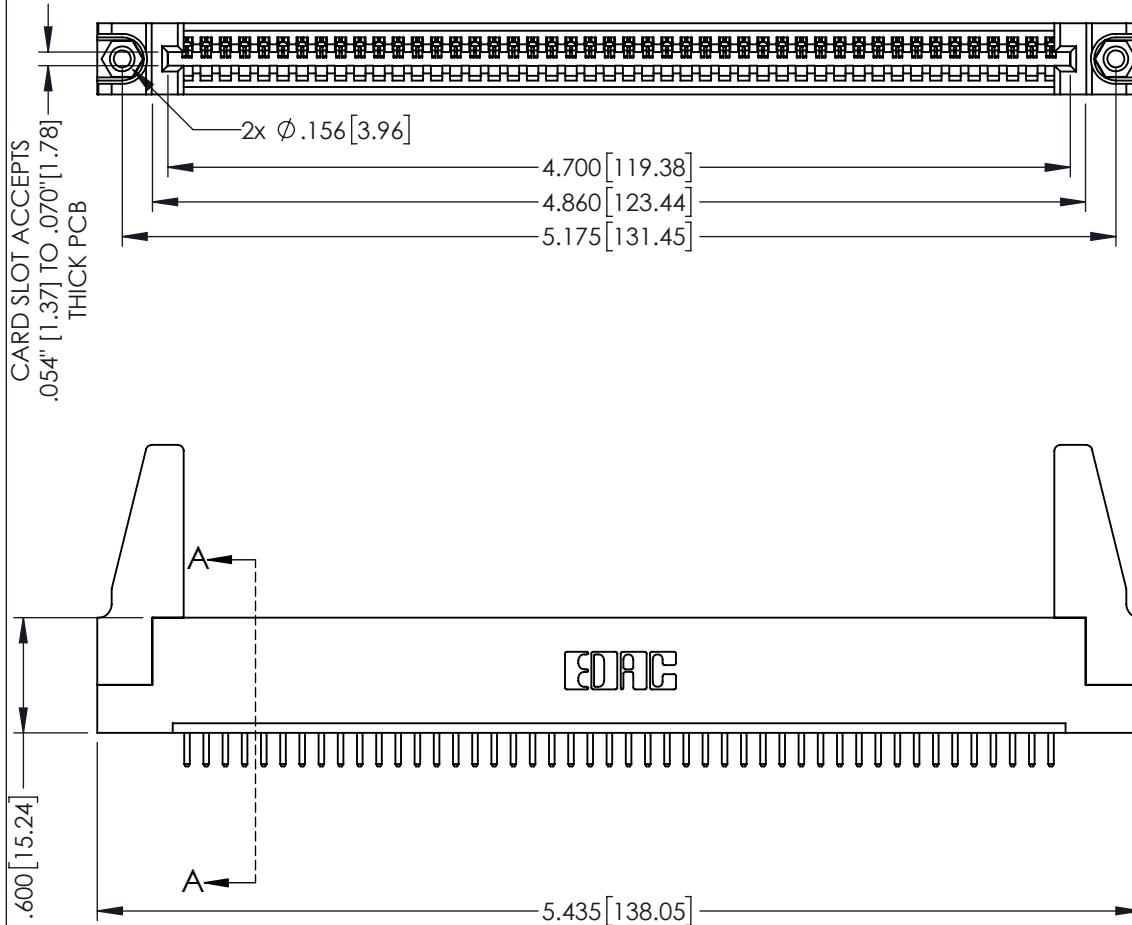 2x Ø .156[3.96]
4.700[119.38]
4.860[123.44]
5.175[131.45]
CARD SLOT ACCEPTS
.054" [1.37] TO .070"[1.78]
THICK PCB
A
EDAC
.600[15.24]
A
5.435[138.05]